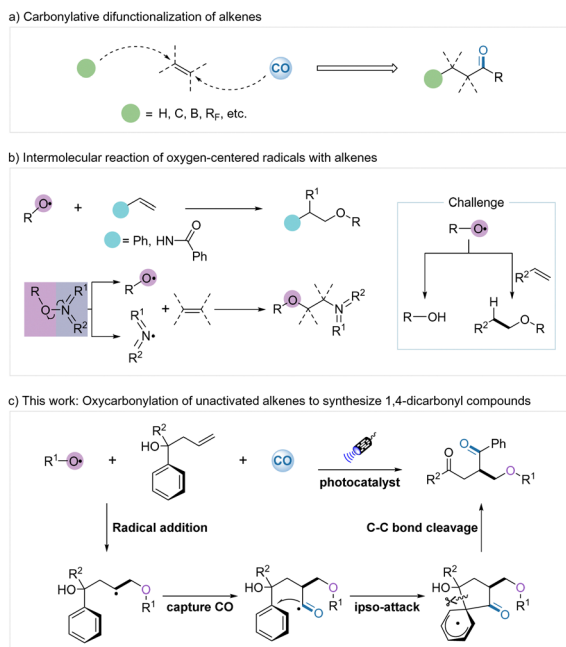 a) Carbonylative difunctionalization of alkenes
CO
O
R
= H, C, B, RF, etc.
b) Intermolecular reaction of oxygen-centered radicals with alkenes
R O• + R1 O R
= Ph, HN O Ph
R O N R1 R2
R O•
R1 N• R2
+
R O N R2 R1
Challenge
R O•
R2
R—OH
H R2 O R
c) This work: Oxycarbonylation of unactivated alkenes to synthesize 1,4-dicarbonyl compounds
R1 O• + R2 HO + CO
photocatalyst
O Ph O R2 O R1
Radical addition
C-C bond cleavage
R2 HO • O R1
capture CO
R2 HO • O O R1
ipso-attack
R2 HO • O O R1